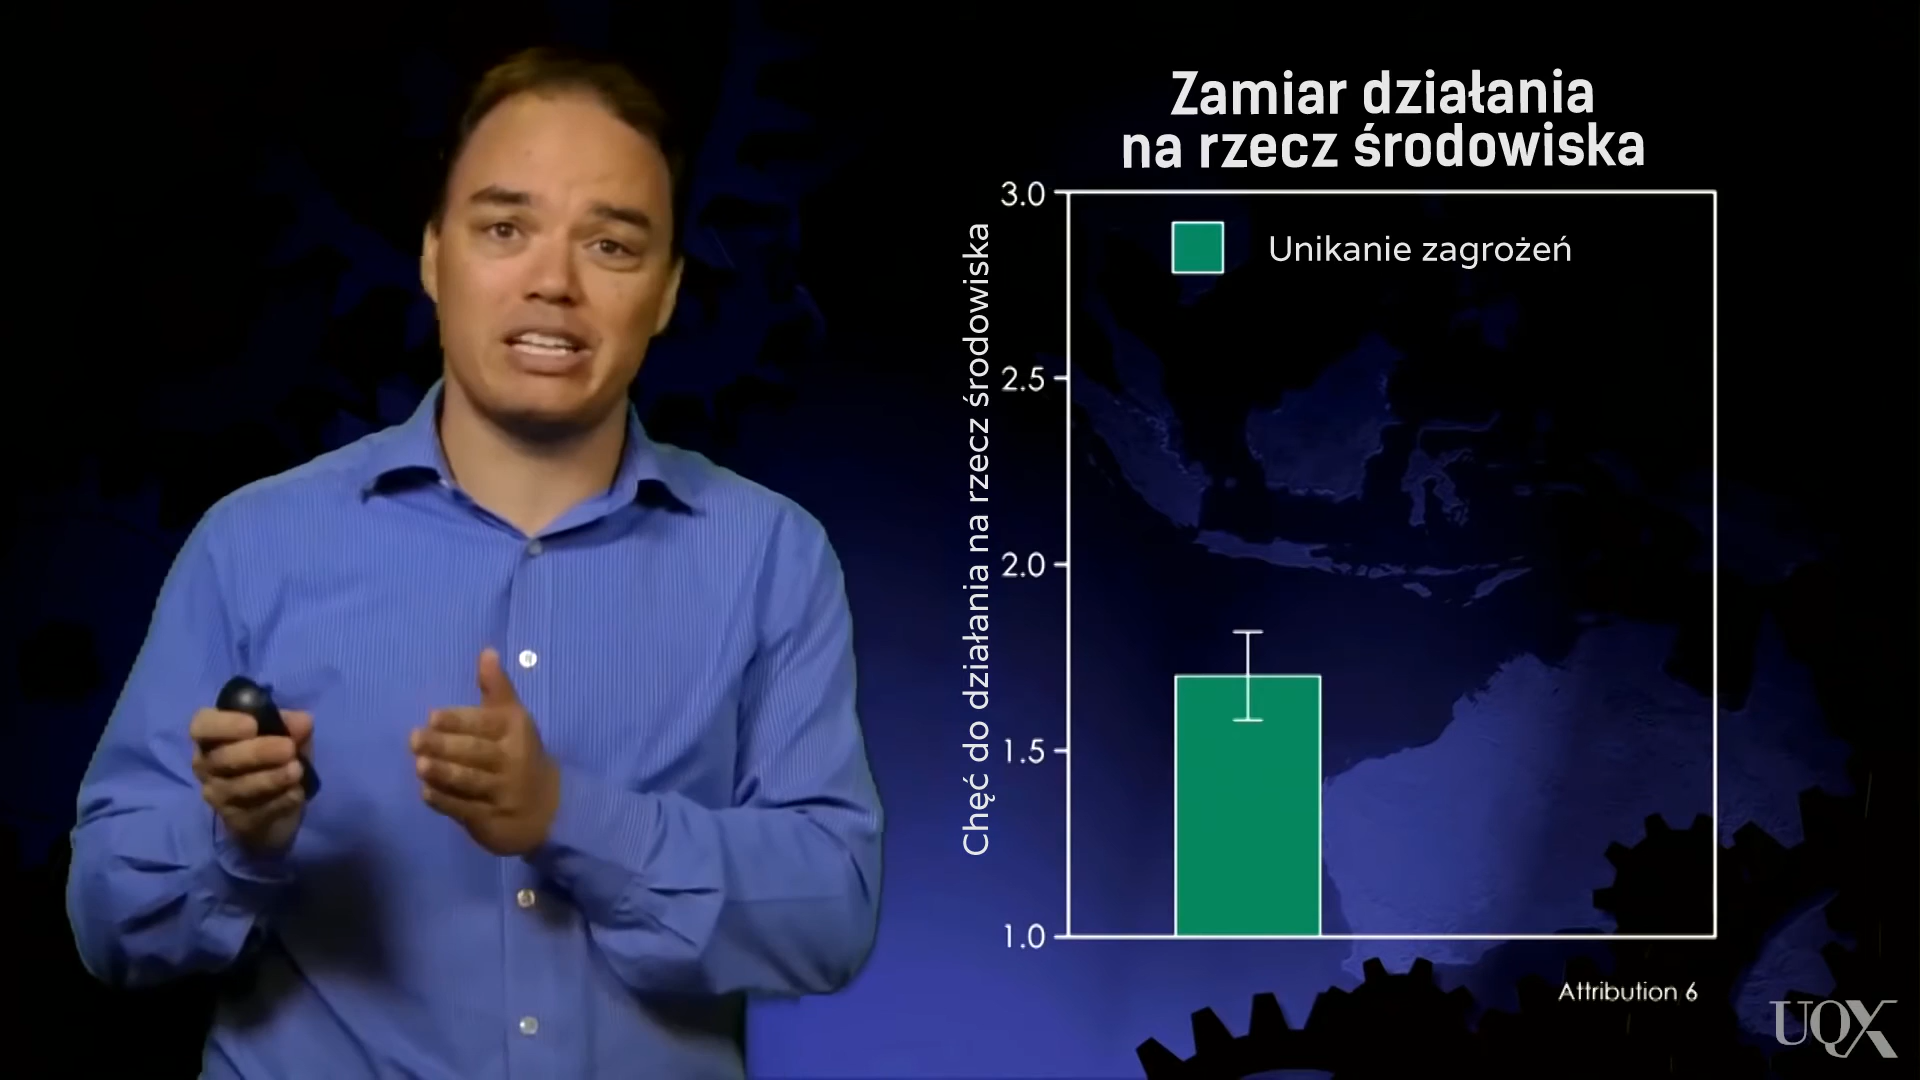 Zamiar działania
na rzecz środowiska
Chęć do działania na rzecz środowiska
3.0
Unikanie zagrożeń
2.5
2.0
1.5
1.0
Attribution 6
UQX